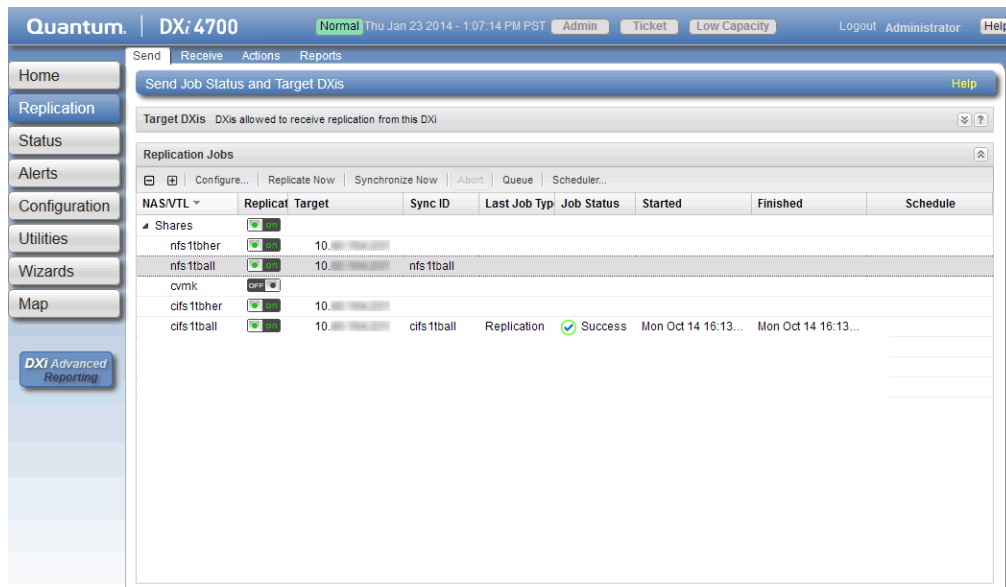 Quantum. DXi 4700 Normal Thu Jan 23 2014 - 1:07:14 PM PST Admin Ticket Low Capacity Logout Administrator Help
Send Receive Actions Reports
Home
Replication
Status
Alerts
Configuration
Utilities
Wizards
Map
DXi Advanced
Reporting
Send Job Status and Target DXis Help
Target DXis DXis allowed to receive replication from this DXi ?
Replication Jobs
Configure... Replicate Now Synchronize Now Abort Queue Scheduler...
NAS/VTL Replicat Target Sync ID Last Job Typ Job Status Started Finished Schedule
Shares on
nfs1tbher on 10.
nfs1tball on 10. nfs1tball
cvmk OFF
cifs1tbher on 10.
cifs1tball on 10. cifs1tball Replication Success Mon Oct 14 16:13... Mon Oct 14 16:13...